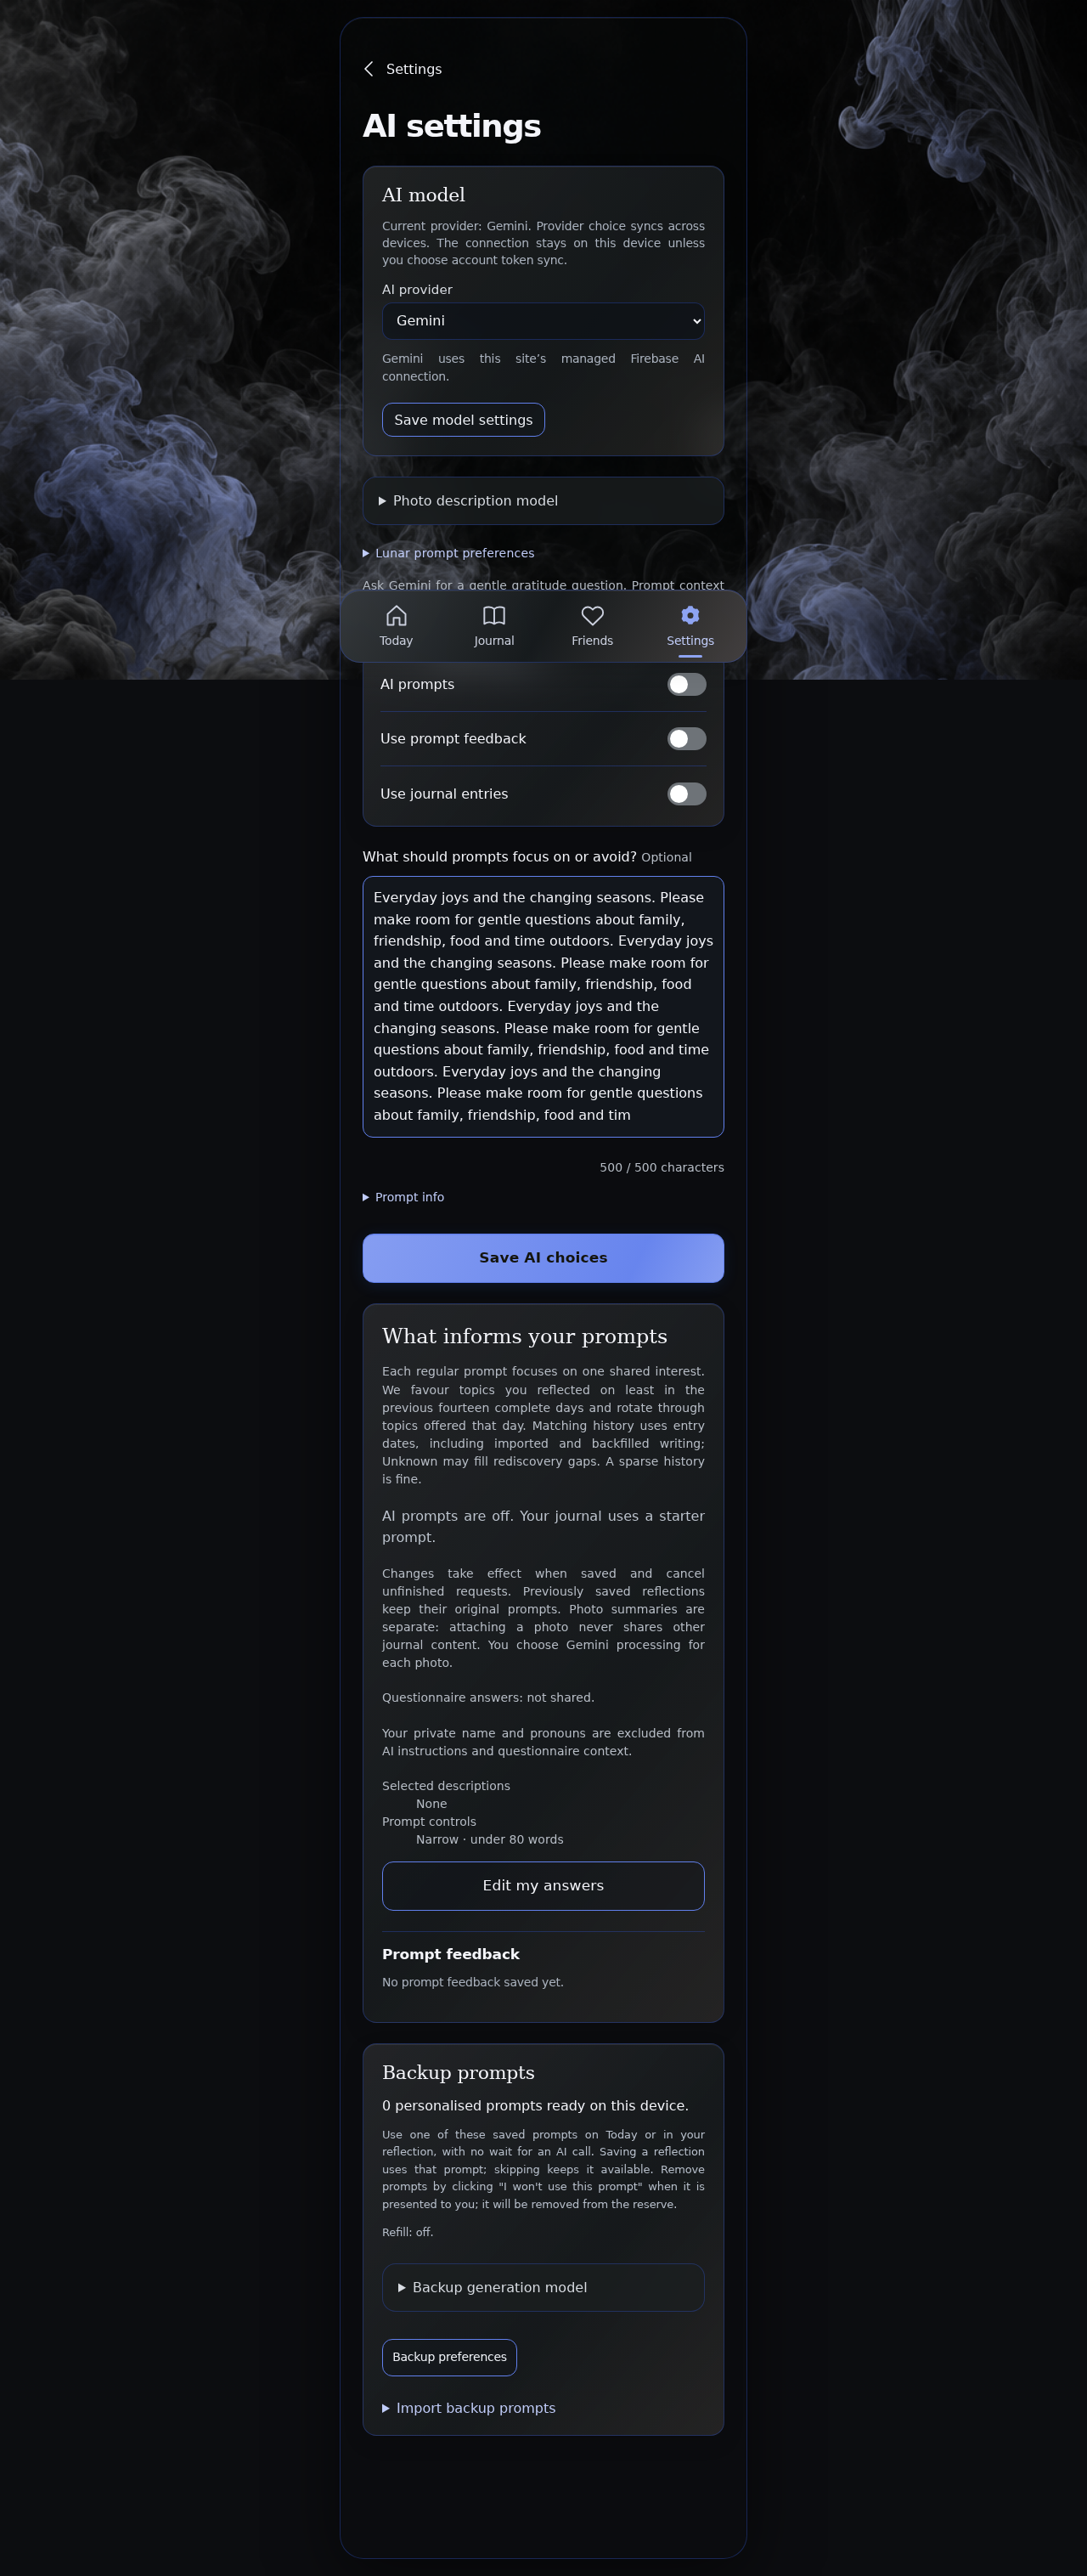 Settings
AI settings
AI model
Current provider: Gemini. Provider choice syncs across
devices. The connection stays on this device unless
you choose account token sync.
AI provider
Gemini
Gemini uses this site's managed Firebase AI
connection.
Save model settings
Photo description model
Lunar prompt preferences
Ask Gemini for a gentle gratitude question. Prompt context
Today
Journal
Friends
Settings
AI prompts
Use prompt feedback
Use journal entries
What should prompts focus on or avoid? Optional
Everyday joys and the changing seasons. Please
make room for gentle questions about family,
friendship, food and time outdoors. Everyday joys
and the changing seasons. Please make room for
gentle questions about family, friendship, food
and time outdoors. Everyday joys and the
changing seasons. Please make room for gentle
questions about family, friendship, food and time
outdoors. Everyday joys and the changing
seasons. Please make room for gentle questions
about family, friendship, food and tim
500 / 500 characters
Prompt info
Save AI choices
What informs your prompts
Each regular prompt focuses on one shared interest.
We favour topics you reflected on least in the
previous fourteen complete days and rotate through
topics offered that day. Matching history uses entry
dates, including imported and backfilled writing;
Unknown may fill rediscovery gaps. A sparse history
is fine.
AI prompts are off. Your journal uses a starter
prompt.
Changes take effect when saved and cancel
unfinished requests. Previously saved reflections
keep their original prompts. Photo summaries are
separate: attaching a photo never shares other
journal content. You choose Gemini processing for
each photo.
Questionnaire answers: not shared.
Your private name and pronouns are excluded from
AI instructions and questionnaire context.
Selected descriptions
None
Prompt controls
Narrow · under 80 words
Edit my answers
Prompt feedback
No prompt feedback saved yet.
Backup prompts
0 personalised prompts ready on this device.
Use one of these saved prompts on Today or in your
reflection, with no wait for an AI call. Saving a reflection
uses that prompt; skipping keeps it available. Remove
prompts by clicking "I won't use this prompt" when it is
presented to you; it will be removed from the reserve.
Refill: off.
Backup generation model
Backup preferences
Import backup prompts